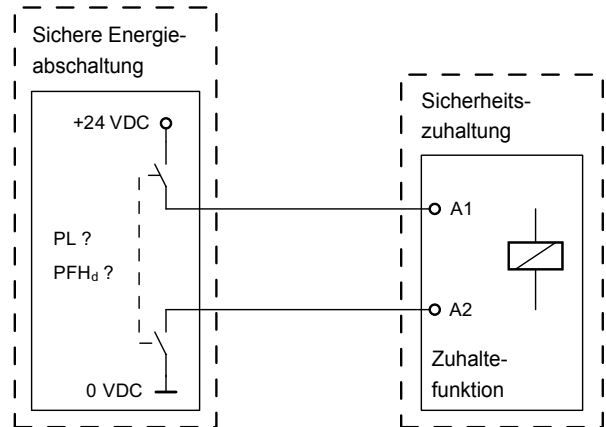 Sichere Energie-
abschaltung
+24 VDC
PL ?
PFHd ?
0 VDC
Sicherheits-
zuhaltung
A1
A2
Zuhalte-
funktion